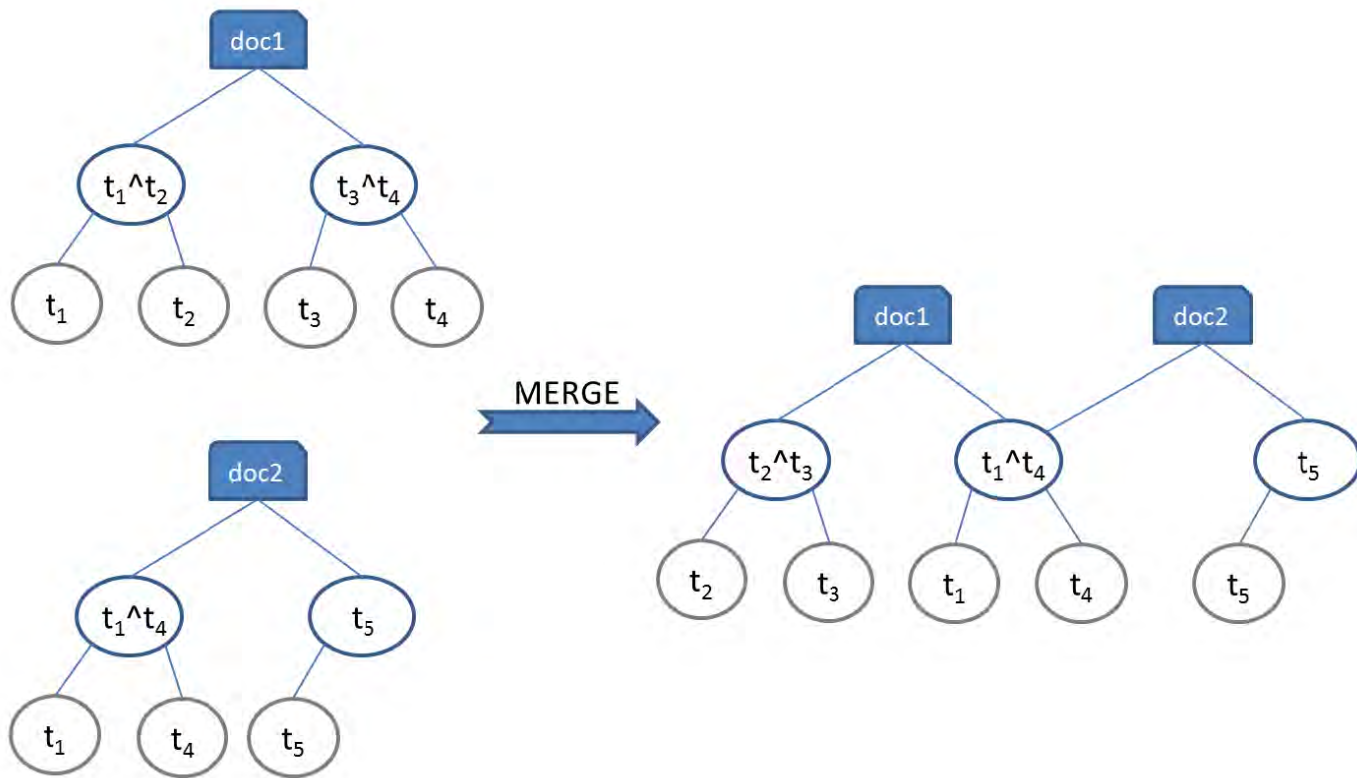 doc1
t₁^t₂ t₃^t₄
t₁ t₂ t₃ t₄
doc2
t₁^t₄ t₅
t₁ t₄ t₅
MERGE
doc1 doc2
t₂^t₃ t₁^t₄ t₅
t₂ t₃ t₁ t₄ t₅